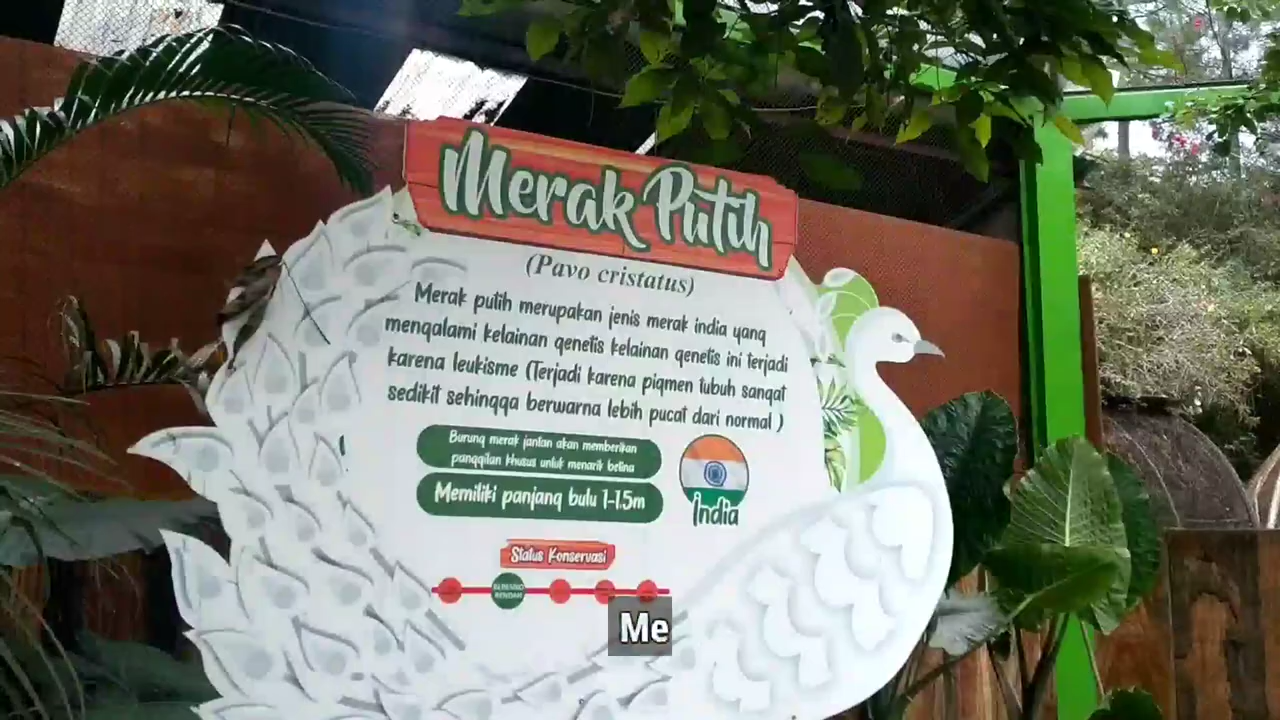 Merak Putih
(Pavo cristatus)
Merak putih merupakan jenis merak india yang
mengalami kelainan genetis kelainan genetis ini terjadi
karena leukisme (Terjadi karena pigmen tubuh sangat
sedikit sehingga berwarna lebih pucat dari normal )
Burung merak jantan akan memberikan
panggilan khusus untuk menarik betina
Memiliki panjang bulu 1-1.5m
India
Status Konservasi
BERISIKO
RENDAH
Me